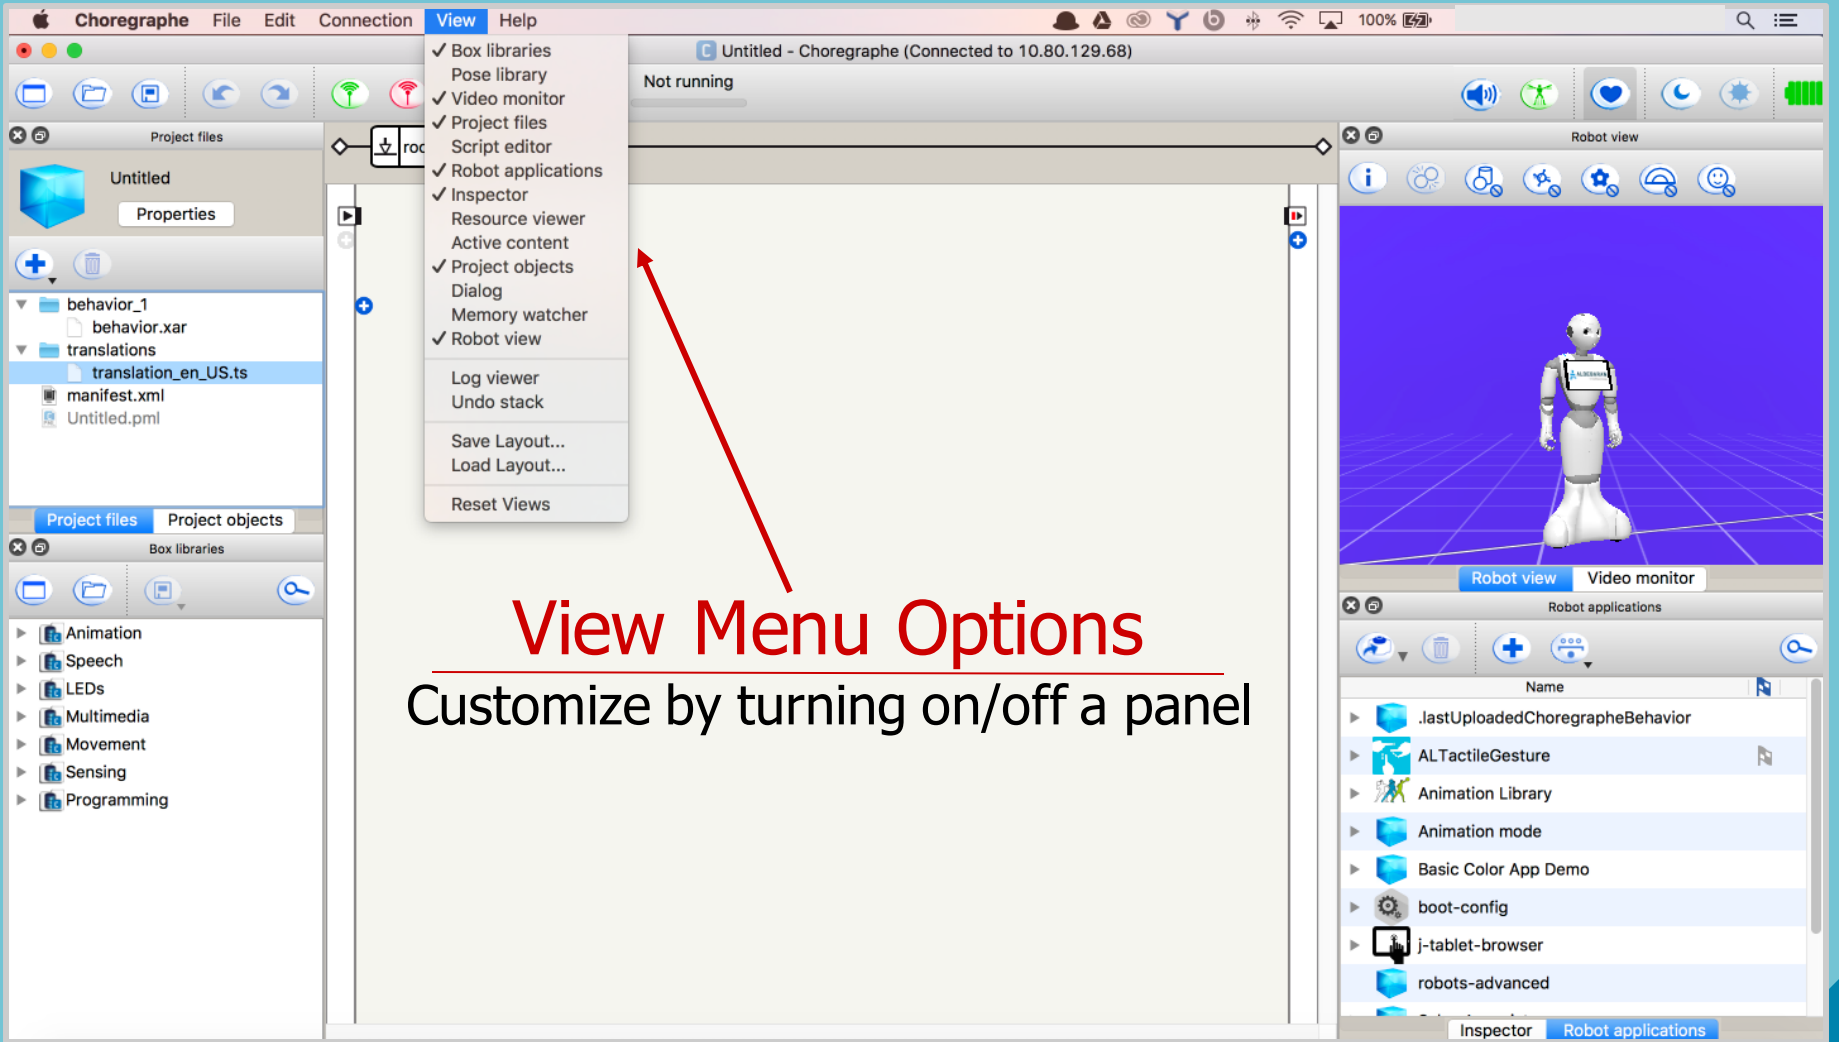 Choregraphe File Edit Connection View Help
100%
Untitled - Choregraphe (Connected to 10.80.129.68)
Not running
Box libraries
Pose library
Video monitor
Project files
Script editor
Robot applications
Inspector
Resource viewer
Active content
Project objects
Dialog
Memory watcher
Robot view
Log viewer
Undo stack
Save Layout...
Load Layout...
Reset Views
Project files
Untitled
Properties
behavior_1
behavior.xar
translations
translation_en_US.ts
manifest.xml
Untitled.pml
Project files Project objects
Box libraries
Animation
Speech
LEDs
Multimedia
Movement
Sensing
Programming
View Menu Options
Customize by turning on/off a panel
Robot view
Robot view Video monitor
Robot applications
Name
.lastUploadedChoregrapheBehavior
ALTactileGesture
Animation Library
Animation mode
Basic Color App Demo
boot-config
j-tablet-browser
robots-advanced
Inspector Robot applications